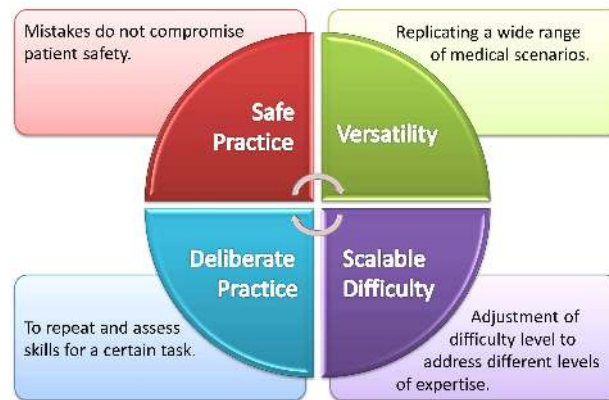 Mistakes do not compromise
patient safety.
Replicating a wide range
of medical scenarios.
Safe
Practice
Versatility
Deliberate
Practice
Scalable
Difficulty
To repeat and assess
skills for a certain task.
Adjustment of
difficulty level to
address different levels
of expertise.